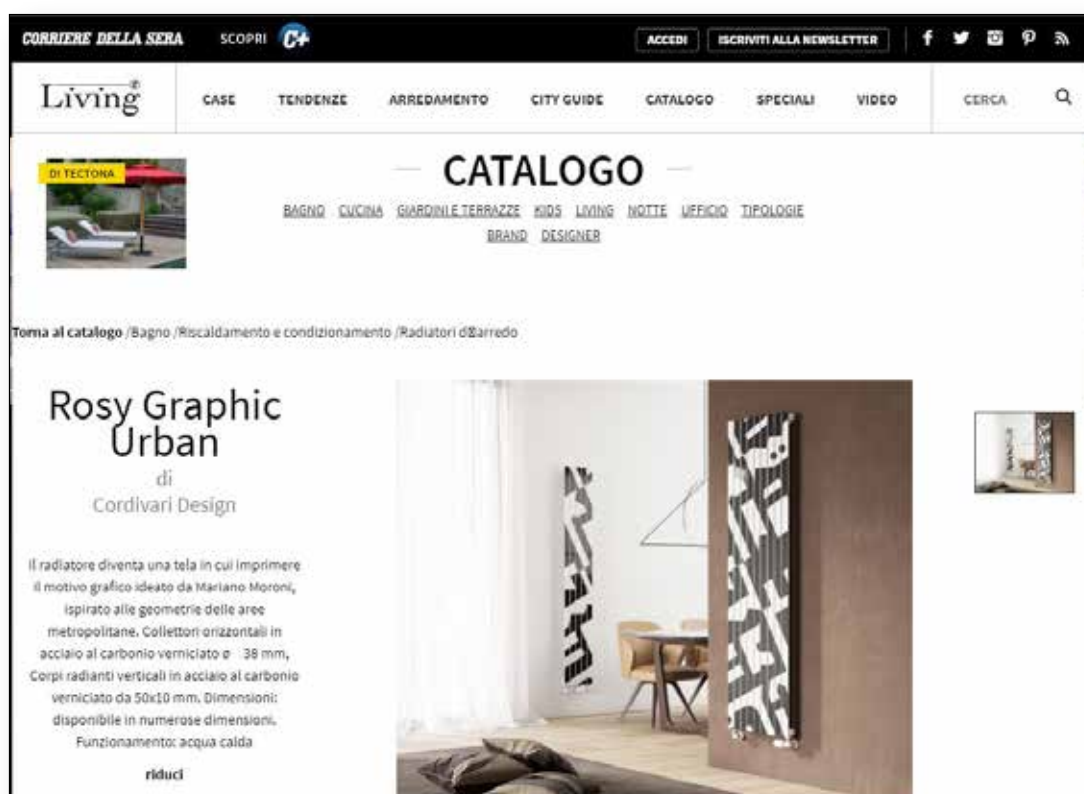 CORRIERE DELLA SERA SCOPRI C+ ACCEDI ISCRIVITI ALLA NEWSLETTER
Living CASE TENDENZE ARREDAMENTO CITY GUIDE CATALOGO SPECIALI VIDEO CERCA
DI TECTONA
CATALOGO
BAGNO CUCINA GIARDINI E TERRAZZE KIDS LIVING NOTTE UFFICIO TIPOLOGIE
BRAND DESIGNER
Torna al catalogo /Bagno /Riscaldamento e condizionamento /Radiatori d☒arredo
Rosy Graphic
Urban
di
Cordivari Design
Il radiatore diventa una tela in cui imprimere
il motivo grafico ideato da Mariano Moroni,
ispirato alle geometrie delle aree
metropolitane. Collettori orizzontali in
acciaio al carbonio verniciato ø 38 mm,
Corpi radianti verticali in acciaio al carbonio
verniciato da 50x10 mm. Dimensioni:
disponibile in numerose dimensioni.
Funzionamento: acqua calda
riduci